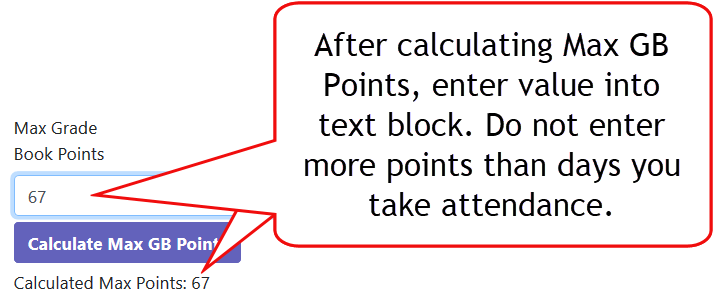 After calculating Max GB
Points, enter value into
text block. Do not enter
more points than days you
take attendance.
Max Grade
Book Points
67
Calculate Max GB Point
Calculated Max Points: 67